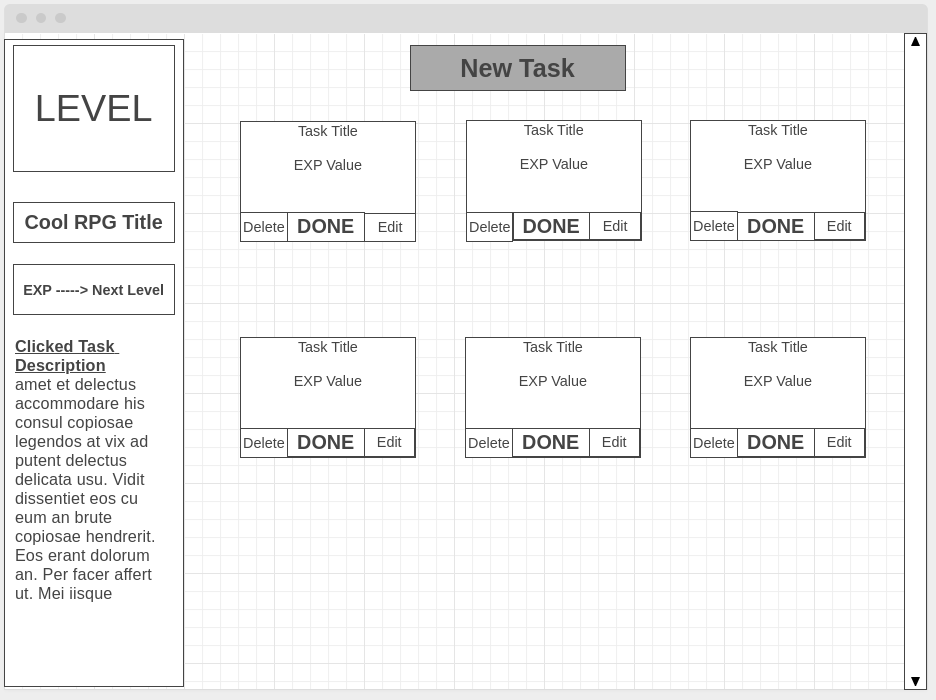 LEVEL
Cool RPG Title
EXP -----> Next Level
Clicked Task
Description
amet et delectus
accommodare his
consul copiosae
legendos at vix ad
putent delectus
delicata usu. Vidit
dissentiet eos cu
eum an brute
copiosae hendrerit.
Eos erant dolorum
an. Per facer affert
ut. Mei iisque
New Task
Task Title
EXP Value
Delete DONE Edit
Task Title
EXP Value
Delete DONE Edit
Task Title
EXP Value
Delete DONE Edit
Task Title
EXP Value
Delete DONE Edit
Task Title
EXP Value
Delete DONE Edit
Task Title
EXP Value
Delete DONE Edit